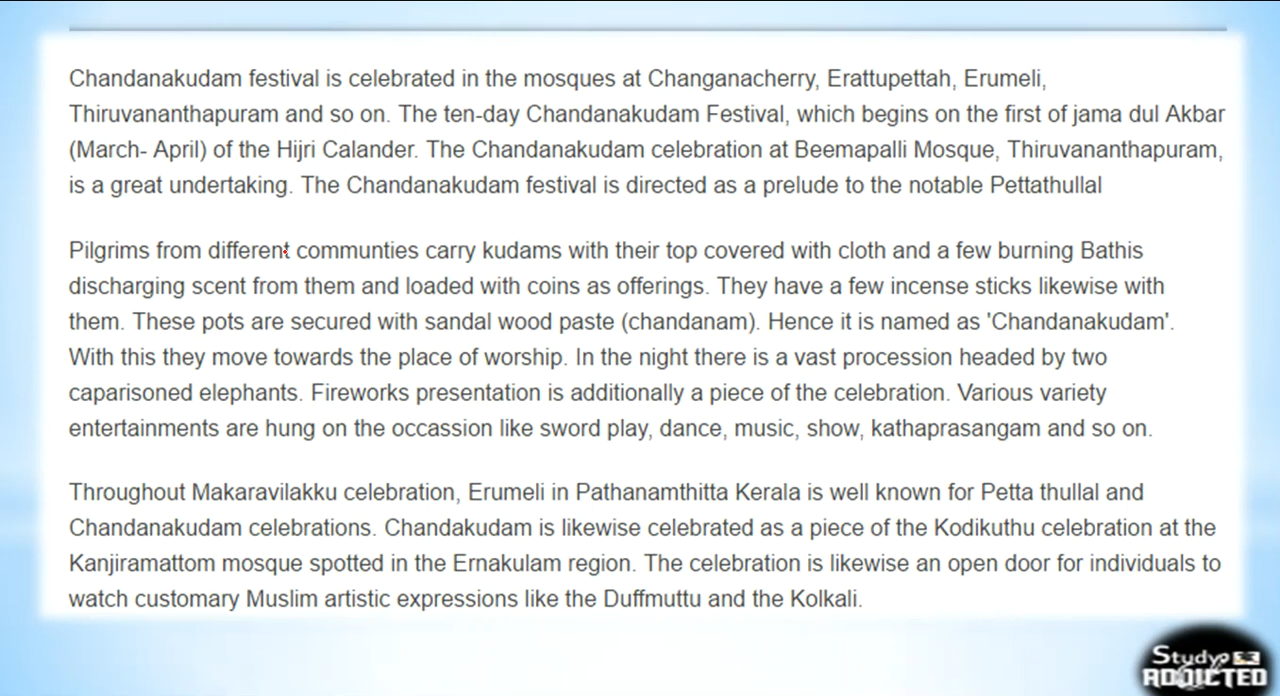 Chandanakudam festival is celebrated in the mosques at Changanacherry, Erattupettah, Erumeli,
Thiruvananthapuram and so on. The ten-day Chandanakudam Festival, which begins on the first of jama dul Akbar
(March- April) of the Hijri Calander. The Chandanakudam celebration at Beemapalli Mosque, Thiruvananthapuram,
is a great undertaking. The Chandanakudam festival is directed as a prelude to the notable Pettathullal
Pilgrims from different communties carry kudams with their top covered with cloth and a few burning Bathis
discharging scent from them and loaded with coins as offerings. They have a few incense sticks likewise with
them. These pots are secured with sandal wood paste (chandanam). Hence it is named as 'Chandanakudam'.
With this they move towards the place of worship. In the night there is a vast procession headed by two
caparisoned elephants. Fireworks presentation is additionally a piece of the celebration. Various variety
entertainments are hung on the occassion like sword play, dance, music, show, kathaprasangam and so on.
Throughout Makaravilakku celebration, Erumeli in Pathanamthitta Kerala is well known for Petta thullal and
Chandanakudam celebrations. Chandakudam is likewise celebrated as a piece of the Kodikuthu celebration at the
Kanjiramattom mosque spotted in the Ernakulam region. The celebration is likewise an open door for individuals to
watch customary Muslim artistic expressions like the Duffmuttu and the Kolkali.
Study
ADDICTED